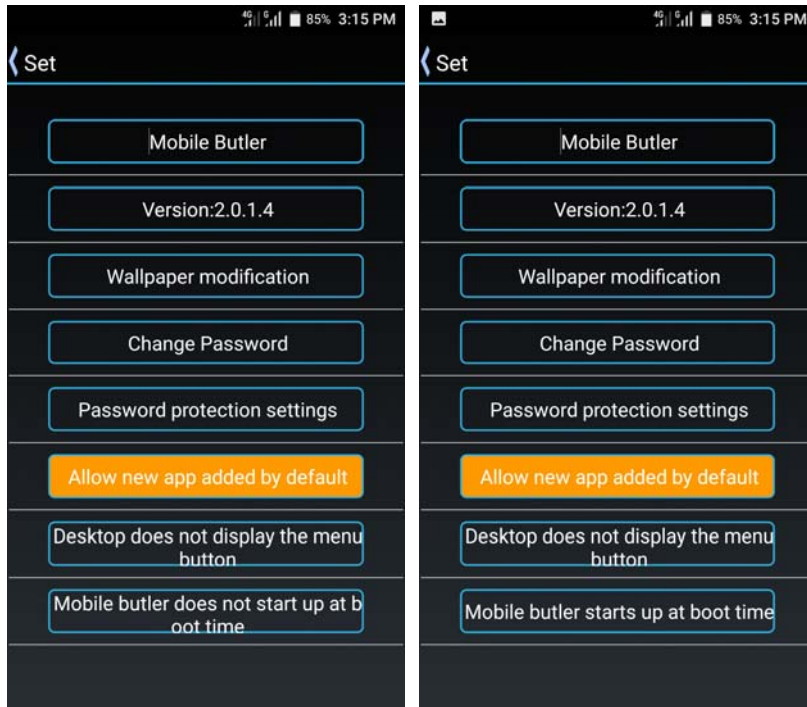 4G G 85% 3:15 PM
Set
Mobile Butler
Version:2.0.1.4
Wallpaper modification
Change Password
Password protection settings
Allow new app added by default
Desktop does not display the menu
button
Mobile butler does not start up at b
oot time
4G G 85% 3:15 PM
Set
Mobile Butler
Version:2.0.1.4
Wallpaper modification
Change Password
Password protection settings
Allow new app added by default
Desktop does not display the menu
button
Mobile butler starts up at boot time